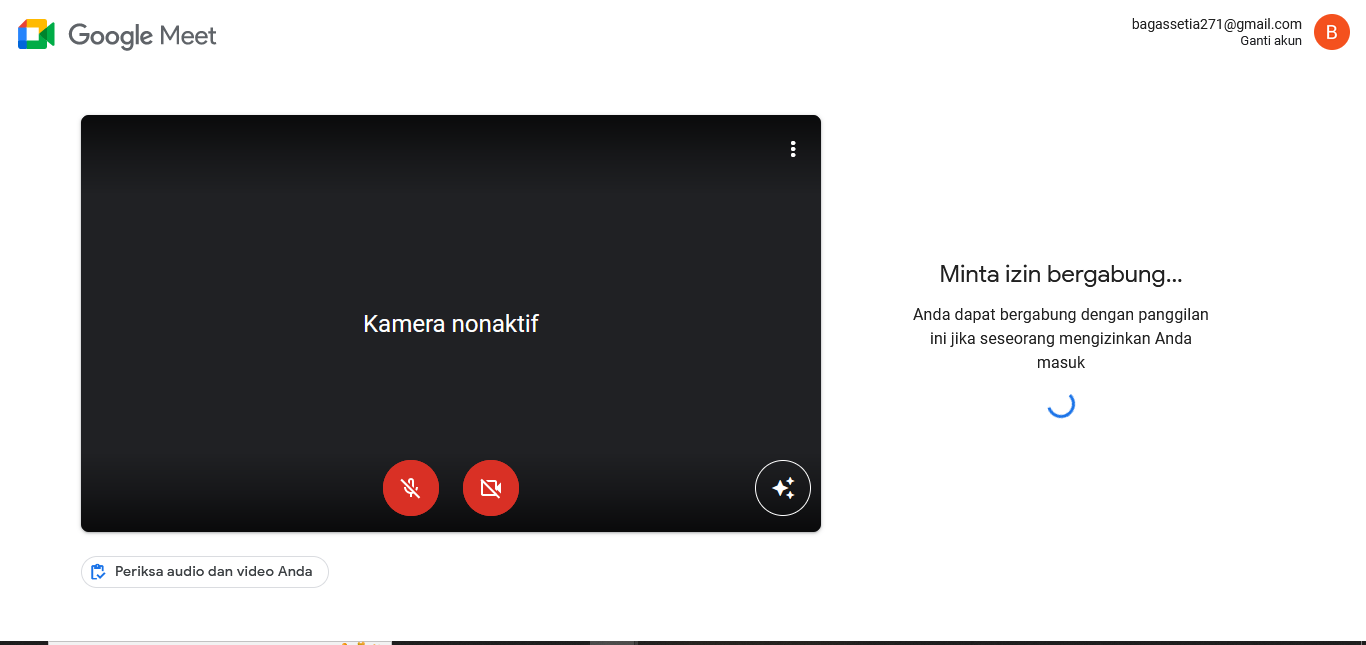 Google Meet
bagassetia271@gmail.com
Ganti akun
B
Kamera nonaktif
Minta izin bergabung...
Anda dapat bergabung dengan panggilan
ini jika seseorang mengizinkan Anda
masuk
Periksa audio dan video Anda